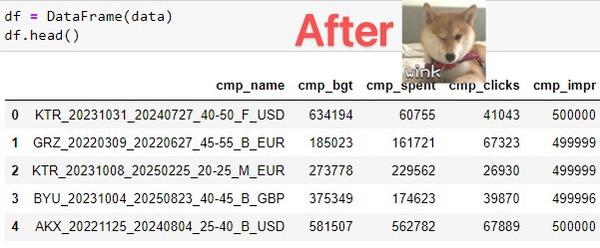 df = DataFrame(data)
df.head()
After
wink
cmp_name cmp_bgt cmp_spent cmp_clicks cmp_impr
0 KTR_20231031_20240727_40-50_F_USD 634194 60755 41043 500000
1 GRZ_20220309_20220627_45-55_B_EUR 185023 161721 67323 499999
2 KTR_20231008_20250225_20-25_M_EUR 273778 229562 26930 499999
3 BYU_20231004_20250823_40-45_B_GBP 375349 174623 39870 499996
4 AKX_20221125_20240804_25-40_B_USD 581507 562782 67889 500000